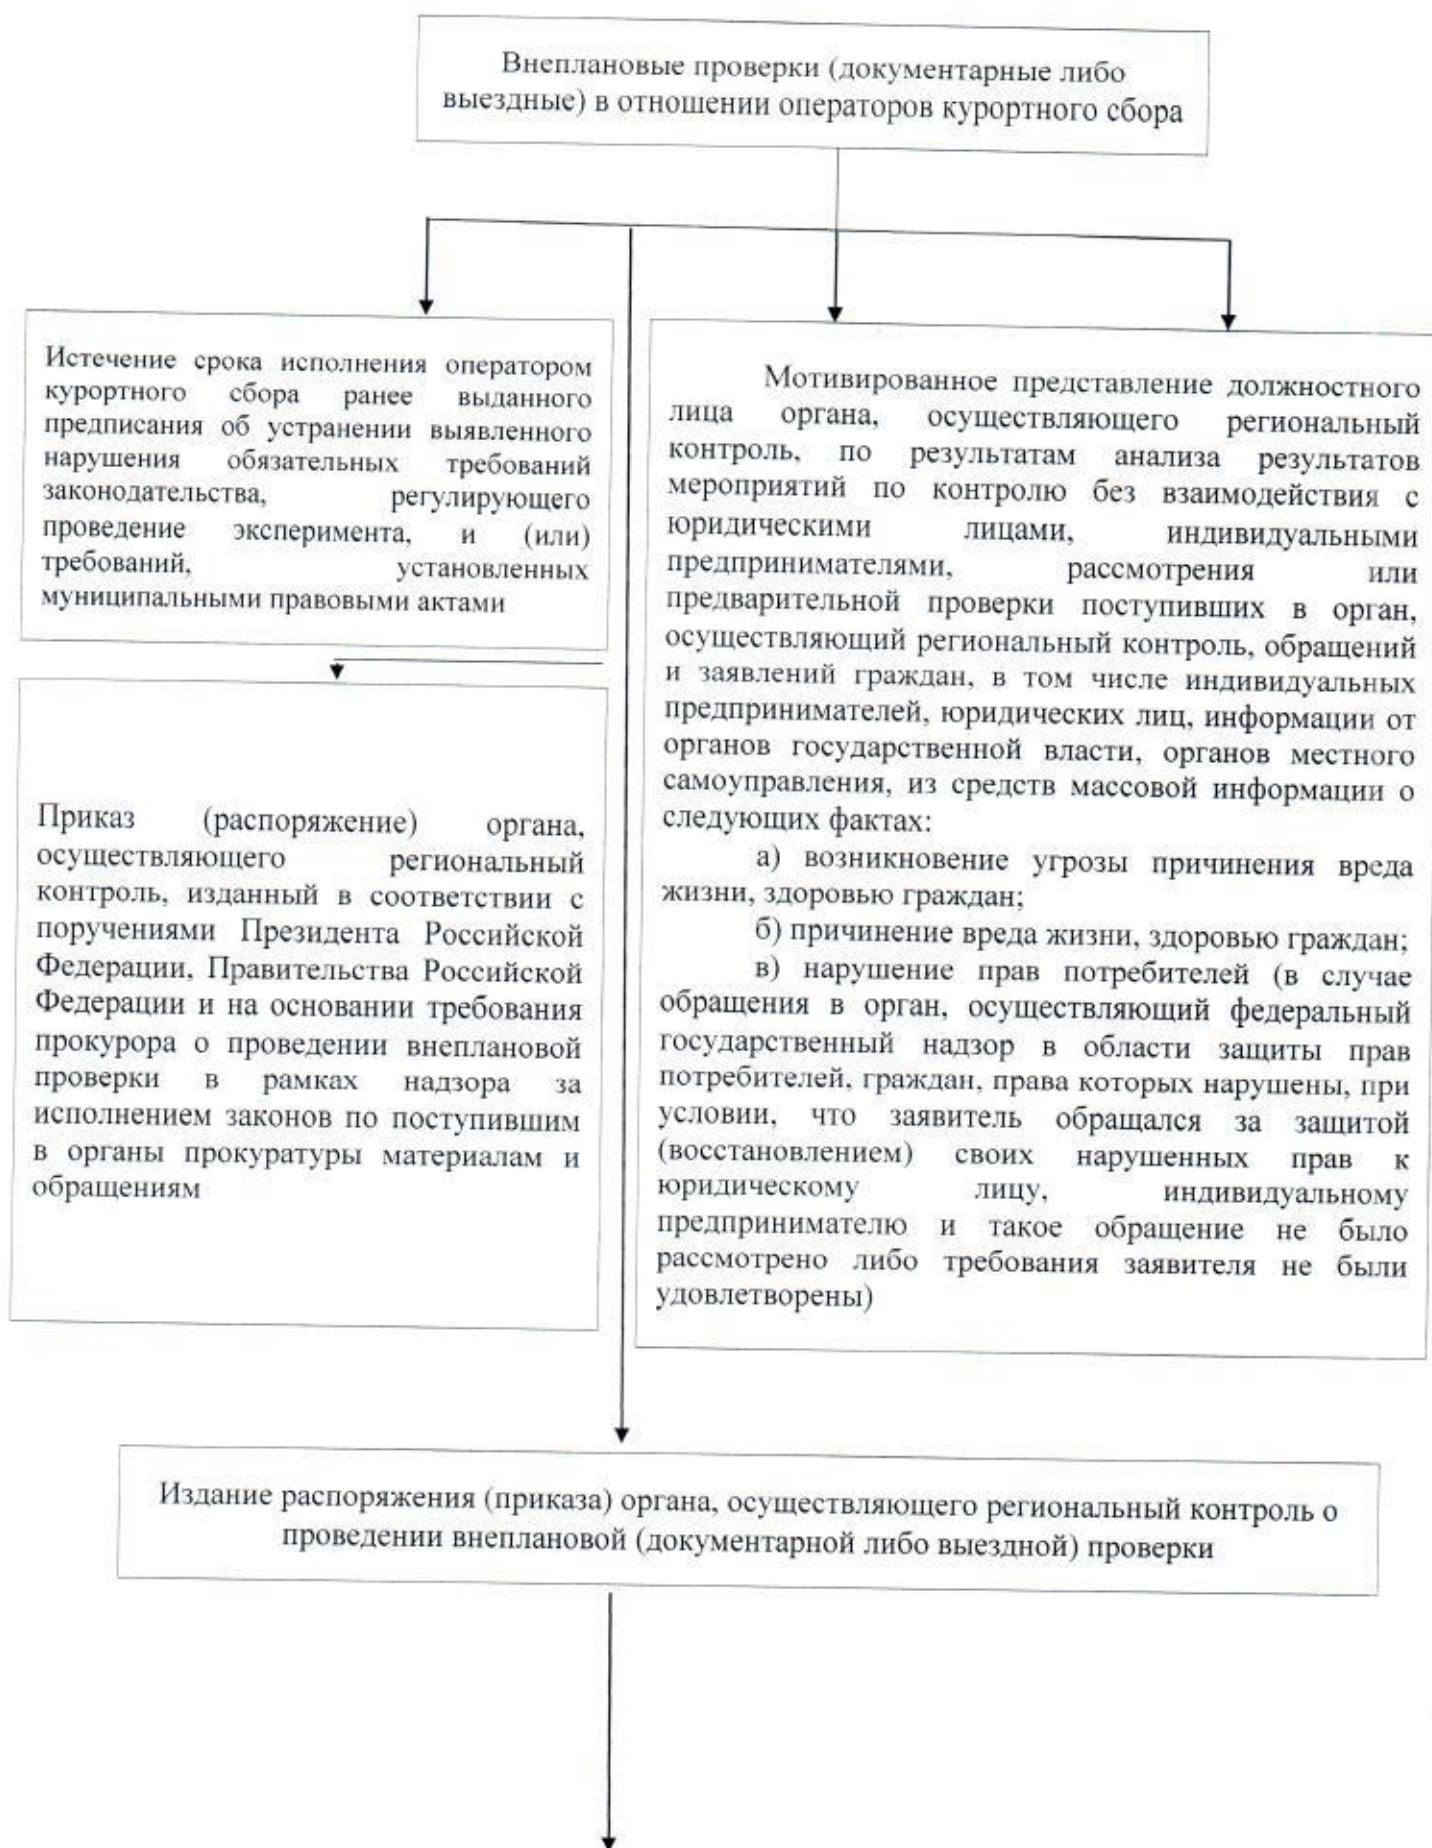 Внеплановые проверки (документарные либо
выездные) в отношении операторов курортного сбора
Истечение срока исполнения оператором
курортного сбора ранее выданного
предписания об устранении выявленного
нарушения обязательных требований
законодательства, регулирующего
проведение эксперимента, и (или)
требований, установленных
муниципальными правовыми актами
Приказ (распоряжение) органа,
осуществляющего региональный
контроль, изданный в соответствии с
поручениями Президента Российской
Федерации, Правительства Российской
Федерации и на основании требования
прокурора о проведении внеплановой
проверки в рамках надзора за
исполнением законов по поступившим
в органы прокуратуры материалам и
обращениям
Мотивированное представление должностного
лица органа, осуществляющего региональный
контроль, по результатам анализа результатов
мероприятий по контролю без взаимодействия с
юридическими лицами, индивидуальными
предпринимателями, рассмотрения или
предварительной проверки поступивших в орган,
осуществляющий региональный контроль, обращений
и заявлений граждан, в том числе индивидуальных
предпринимателей, юридических лиц, информации от
органов государственной власти, органов местного
самоуправления, из средств массовой информации о
следующих фактах:
а) возникновение угрозы причинения вреда
жизни, здоровью граждан;
б) причинение вреда жизни, здоровью граждан;
в) нарушение прав потребителей (в случае
обращения в орган, осуществляющий федеральный
государственный надзор в области защиты прав
потребителей, граждан, права которых нарушены, при
условии, что заявитель обращался за защитой
(восстановлением) своих нарушенных прав к
юридическому лицу, индивидуальному
предпринимателю и такое обращение не было
рассмотрено либо требования заявителя не были
удовлетворены)
Издание распоряжения (приказа) органа, осуществляющего региональный контроль о
проведении внеплановой (документарной либо выездной) проверки